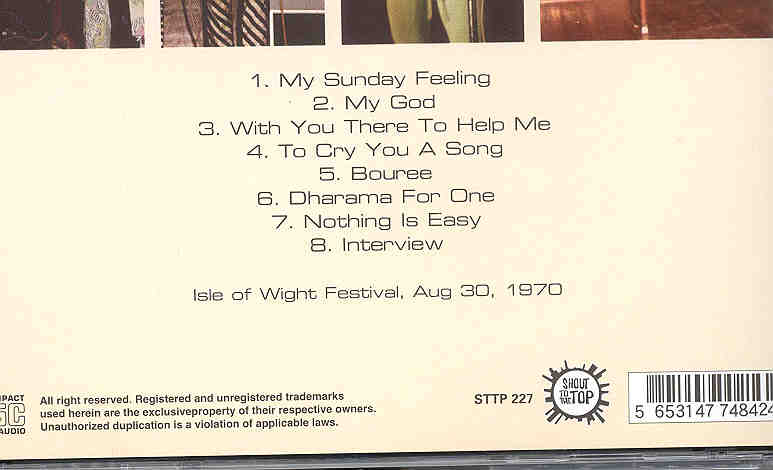 1. My Sunday Feeling
2. My God
3. With You There To Help Me
4. To Cry You A Song
5. Bouree
6. Dharama For One
7. Nothing Is Easy
8. Interview
Isle of Wight Festival, Aug 30, 1970
All right reserved. Registered and unregistered trademarks
used herein are the exclusiveproperty of their respective owners.
Unauthorized duplication is a violation of applicable laws.
STTP 227
SHOUT
TO THE
TOP
5 653147 748424